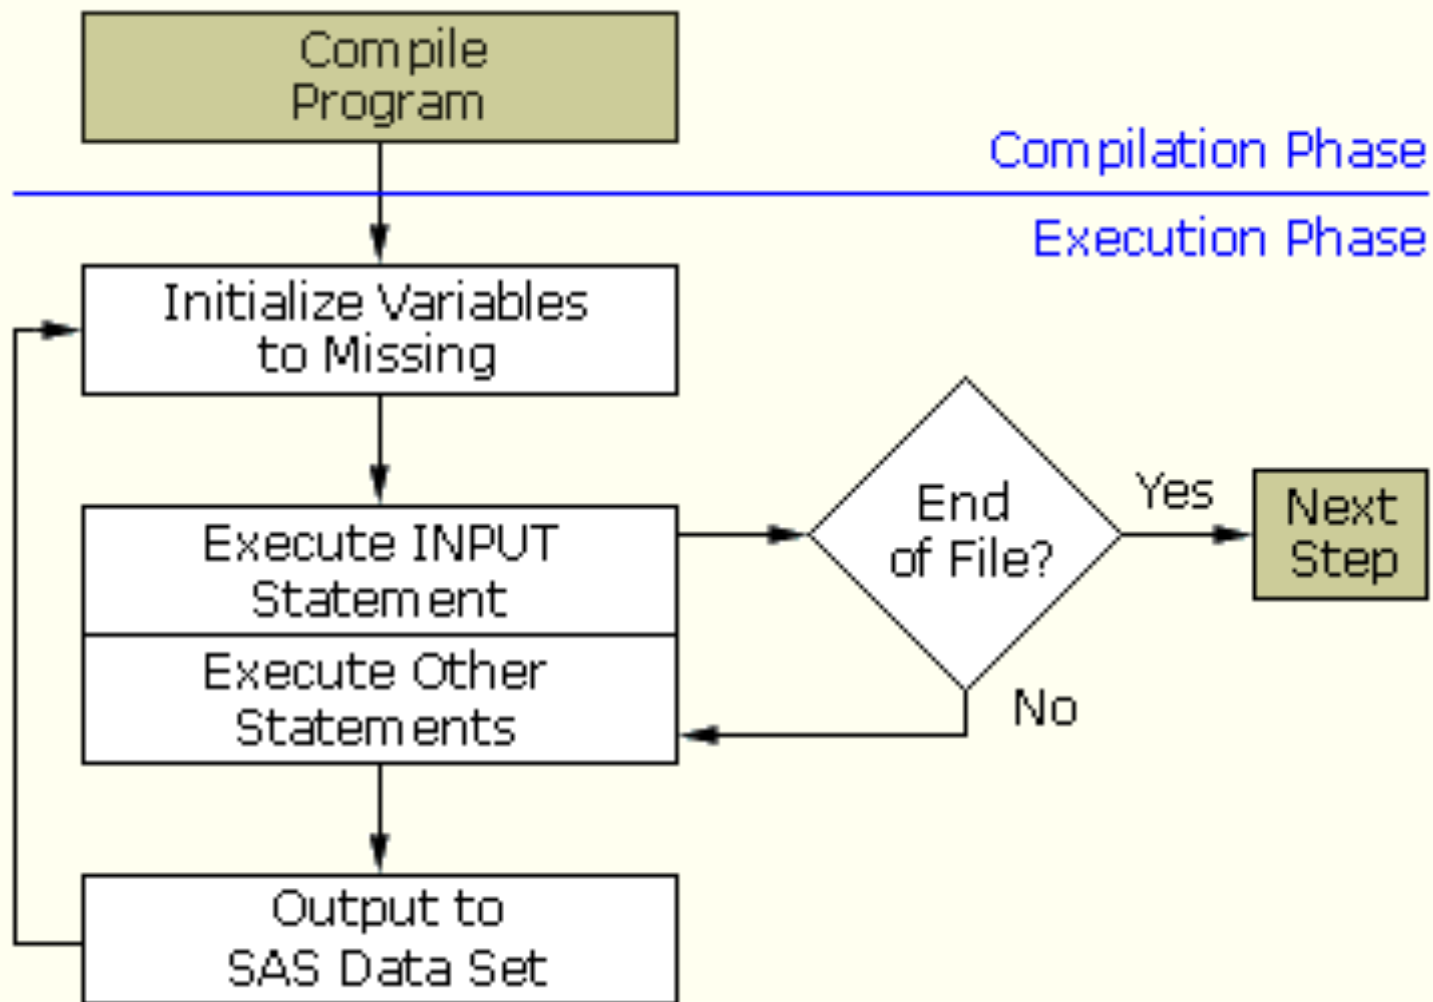 Compile
Program
Compilation Phase
Execution Phase
Initialize Variables
to Missing
Execute INPUT
Statement
End
of File?
Yes
Next
Step
Execute Other
Statements
No
Output to
SAS Data Set